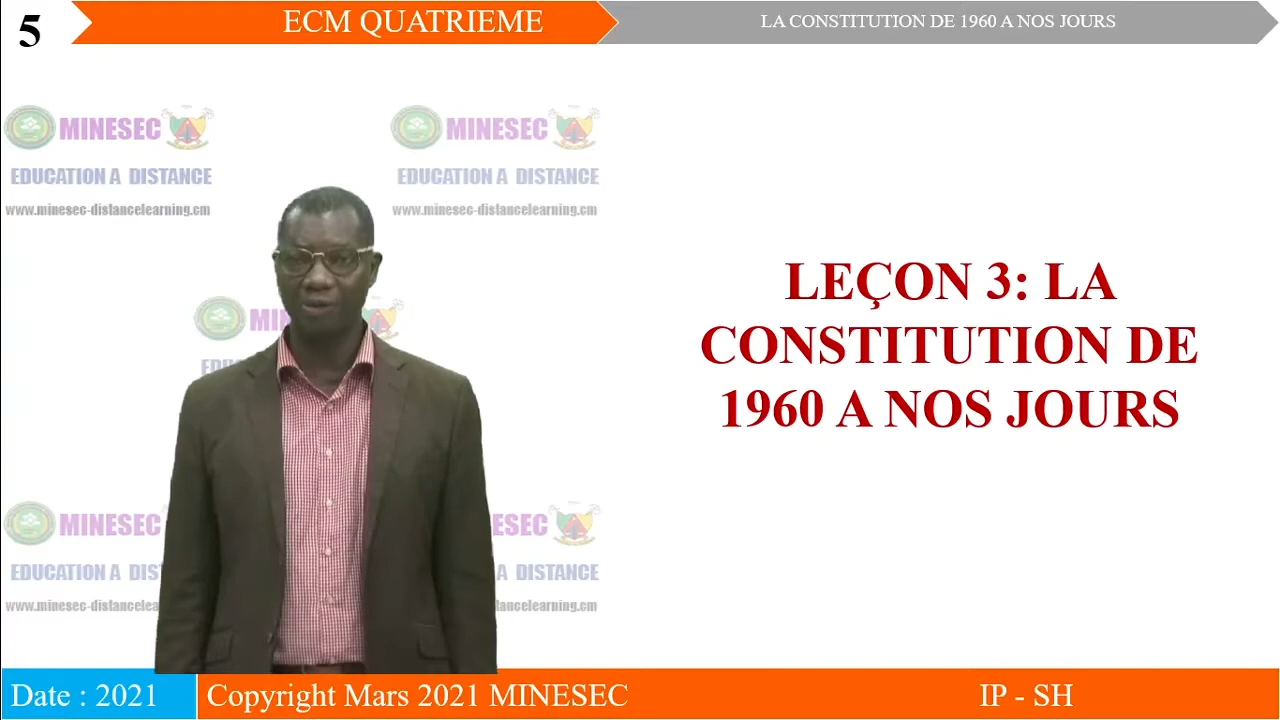 5
ECM QUATRIEME
LA CONSTITUTION DE 1960 A NOS JOURS
MINESEC
MINESEC
EDUCATION A DISTANCE
EDUCATION A DISTANCE
www.minesec-distancelearning.cm
www.minesec-distancelearning.cm
LEÇON 3: LA
CONSTITUTION DE
1960 A NOS JOURS
MINESEC
EDUCATION A
A DISTANCE
Date : 2021
Copyright Mars 2021 MINESEC
IP - SH